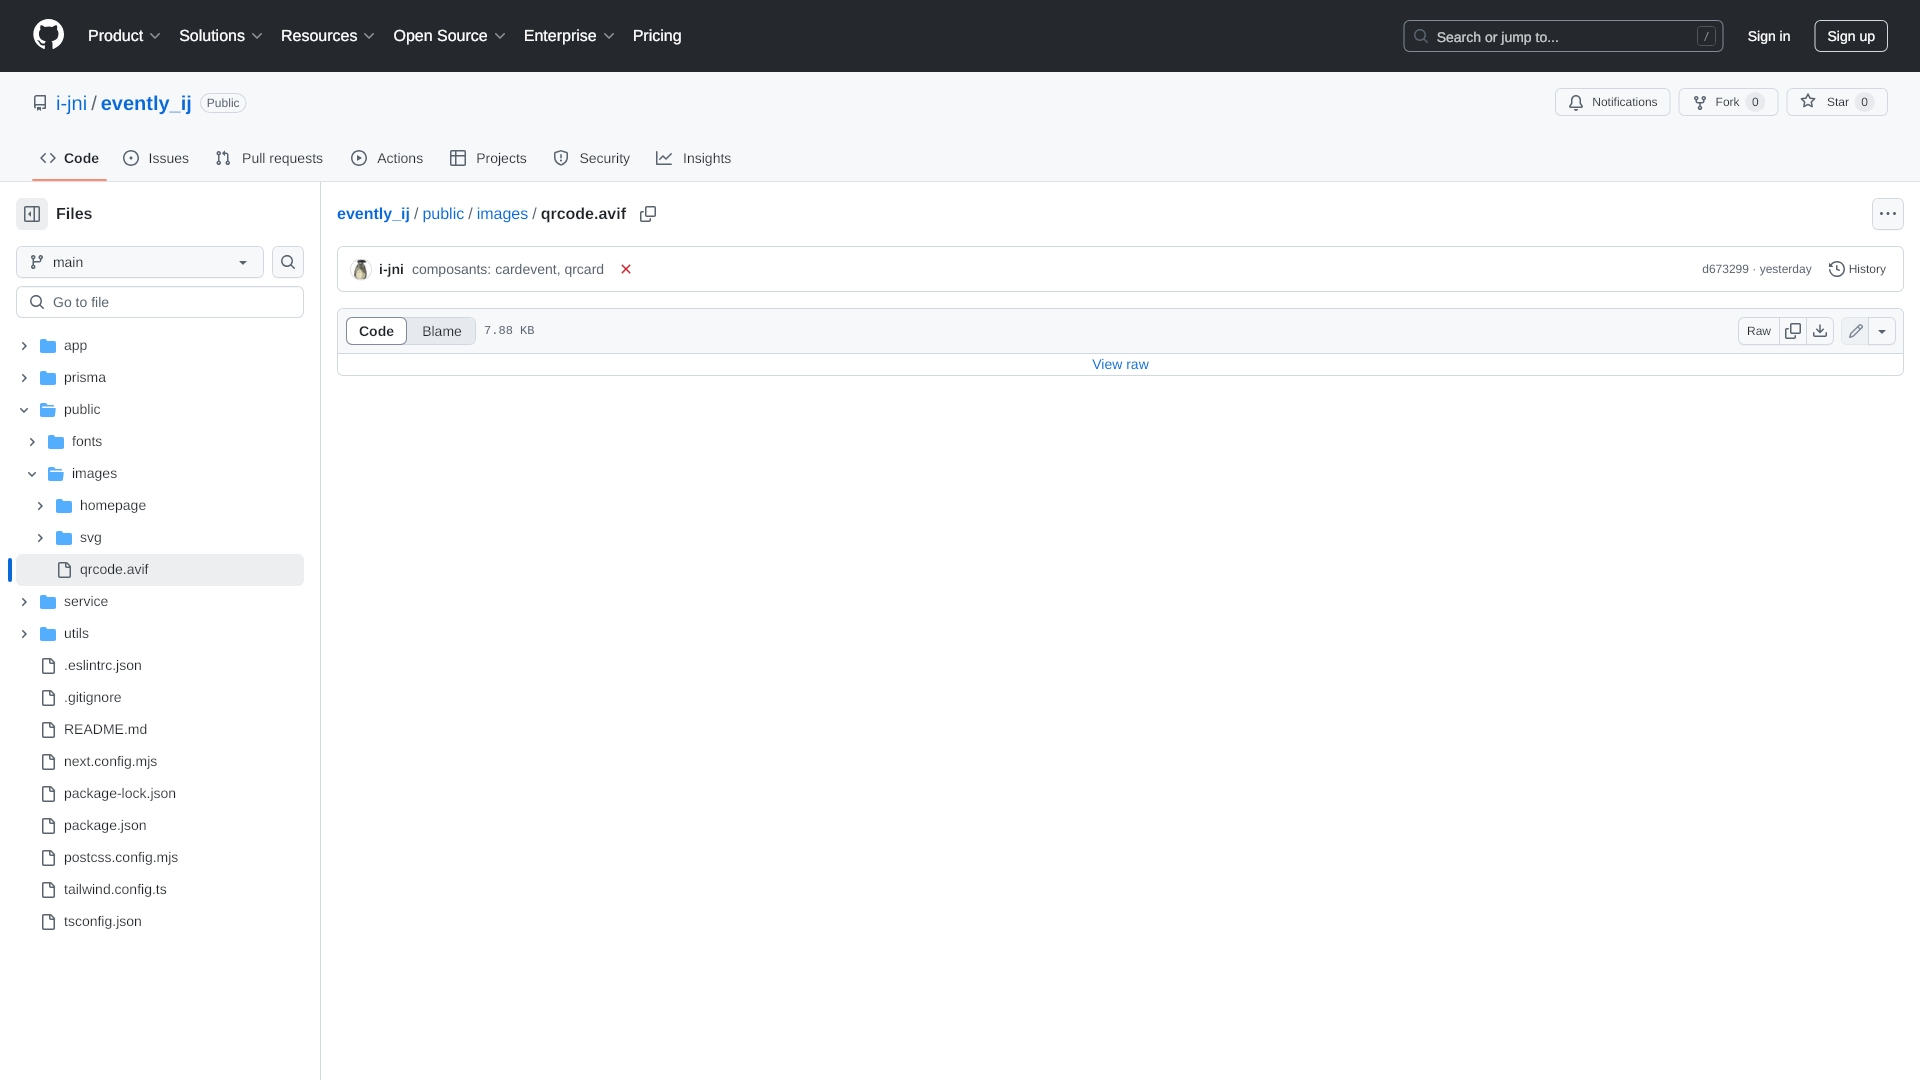 Product
Solutions
Resources
Open Source
Enterprise
Pricing
Search or jump to...
/
Sign in
Sign up
i-jni / evently_ij
Public
Notifications
Fork 0
Star 0
Code
Issues
Pull requests
Actions
Projects
Security
Insights
Files
main
Go to file
app
prisma
public
fonts
images
homepage
svg
qrcode.avif
service
utils
.eslintrc.json
.gitignore
README.md
next.config.mjs
package-lock.json
package.json
postcss.config.mjs
tailwind.config.ts
tsconfig.json
evently_ij / public / images / qrcode.avif
i-jni composants: cardevent, qrcard
d673299 · yesterday
History
Code
Blame
7.88 KB
Raw
View raw